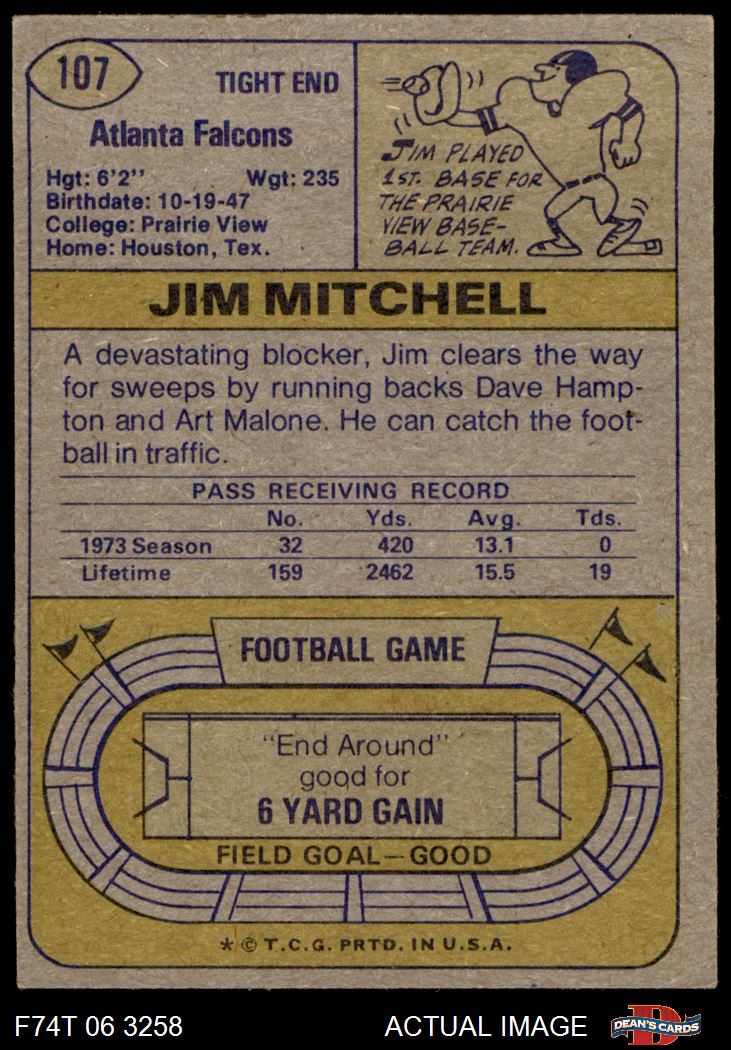 107
TIGHT END
Atlanta Falcons
Hgt: 6'2"  Wgt: 235
Birthdate: 10-19-47
College: Prairie View
Home: Houston, Tex.
JIM PLAYED
1ST. BASE FOR
THE PRAIRIE
VIEW BASE-
BALL TEAM.
JIM MITCHELL
A devastating blocker, Jim clears the way
for sweeps by running backs Dave Hamp-
ton and Art Malone. He can catch the foot-
ball in traffic.
PASS RECEIVING RECORD
No. Yds. Avg. Tds.
1973 Season 32 420 13.1 0
Lifetime 159 2462 15.5 19
FOOTBALL GAME
"End Around"
good for
6 YARD GAIN
FIELD GOAL—GOOD
* © T.C.G. PRTD. IN U.S.A.
F74T 06 3258 ACTUAL IMAGE
D
DEAN'S CARDS